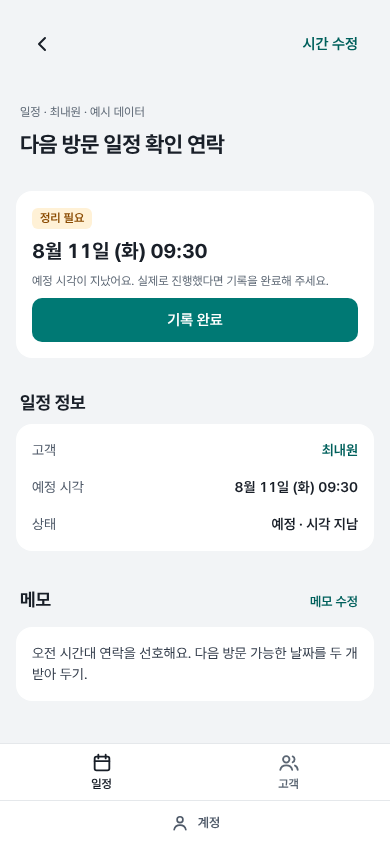 시간 수정
일정 · 최내원 · 예시 데이터
다음 방문 일정 확인 연락
정리 필요
8월 11일 (화) 09:30
예정 시각이 지났어요. 실제로 진행했다면 기록을 완료해 주세요.
기록 완료
일정 정보
고객 최내원
예정 시각 8월 11일 (화) 09:30
상태 예정 · 시각 지남
메모 메모 수정
오전 시간대 연락을 선호해요. 다음 방문 가능한 날짜를 두 개
받아 두기.
일정 고객
계정